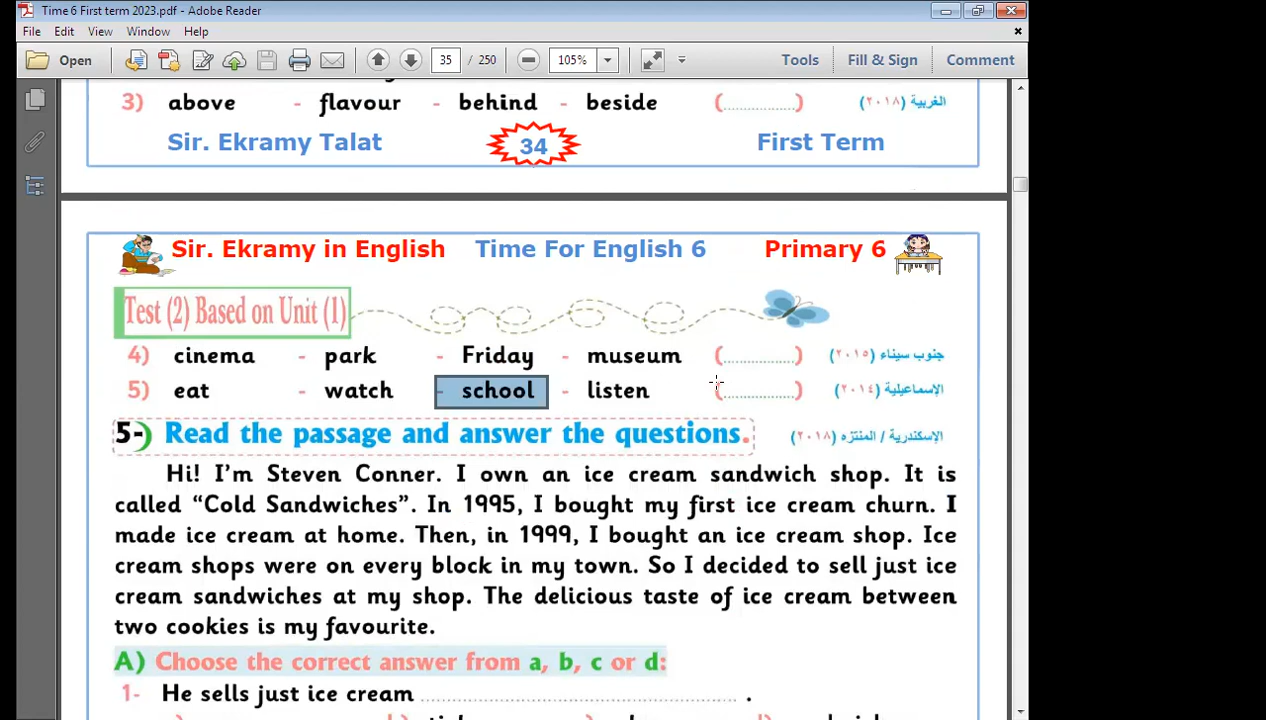 Time 6 First term 2023.pdf - Adobe Reader
File Edit View Window Help
Open 35 / 250 105% Tools Fill & Sign Comment
3) above - flavour - behind - beside (..................) الغربية (٢٠١٨)
Sir. Ekramy Talat 34 First Term
Sir. Ekramy in English Time For English 6 Primary 6
Test (2) Based on Unit (1)
4) cinema - park - Friday - museum (..................) جنوب سيناء (٢٠١٥)
5) eat - watch - school - listen (..................) الإسماعيلية (٢٠١٤)
5-) Read the passage and answer the questions. الإسكندرية / المنتزه (٢٠١٨)
Hi! I'm Steven Conner. I own an ice cream sandwich shop. It is
called “Cold Sandwiches”. In 1995, I bought my first ice cream churn. I
made ice cream at home. Then, in 1999, I bought an ice cream shop. Ice
cream shops were on every block in my town. So I decided to sell just ice
cream sandwiches at my shop. The delicious taste of ice cream between
two cookies is my favourite.
A) Choose the correct answer from a, b, c or d:
1- He sells just ice cream .................................................. .